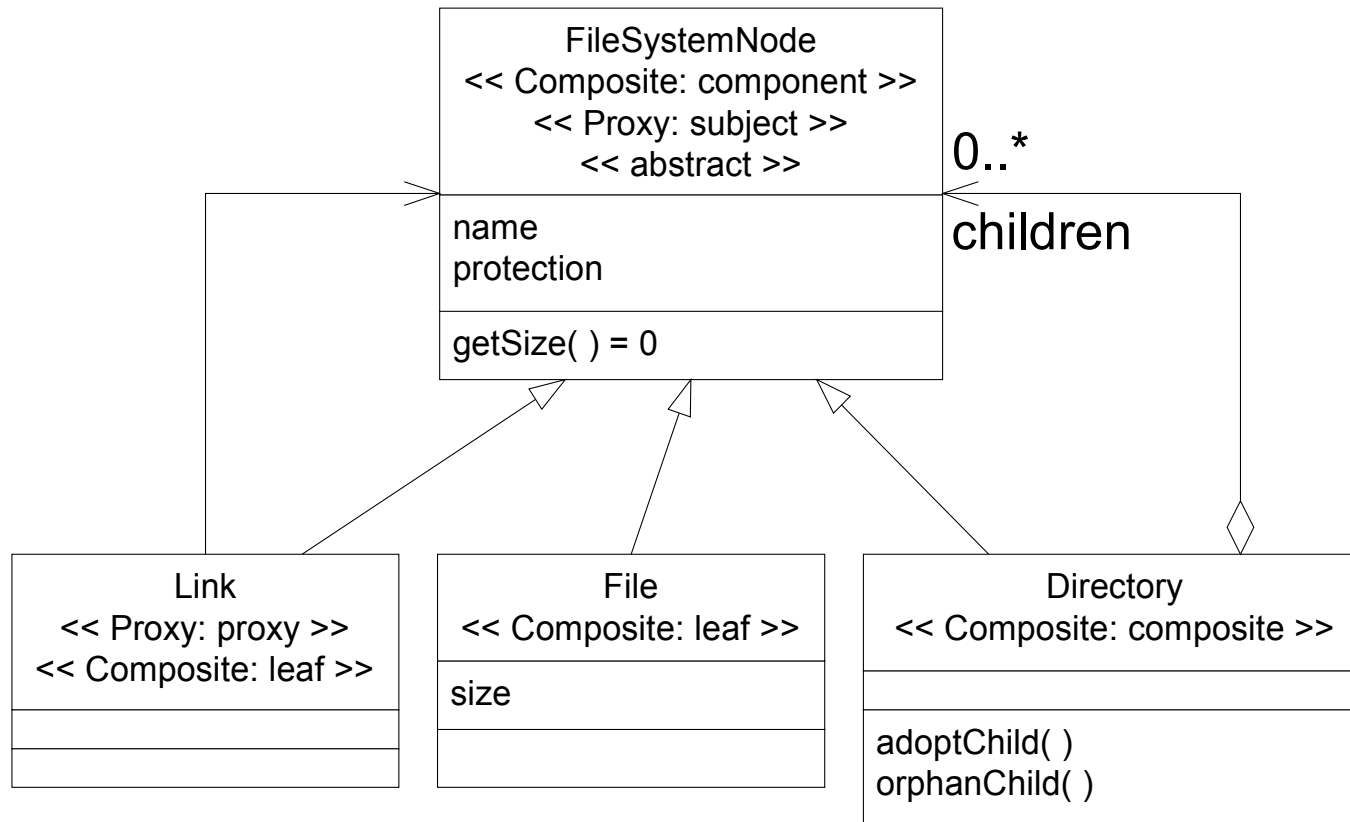 FileSystemNode
<< Composite: component >>
<< Proxy: subject >>
<< abstract >>
0..*
children
name
protection
getSize( ) = 0
Link
<< Proxy: proxy >>
<< Composite: leaf >>
File
<< Composite: leaf >>
size
Directory
<< Composite: composite >>
adoptChild( )
orphanChild( )